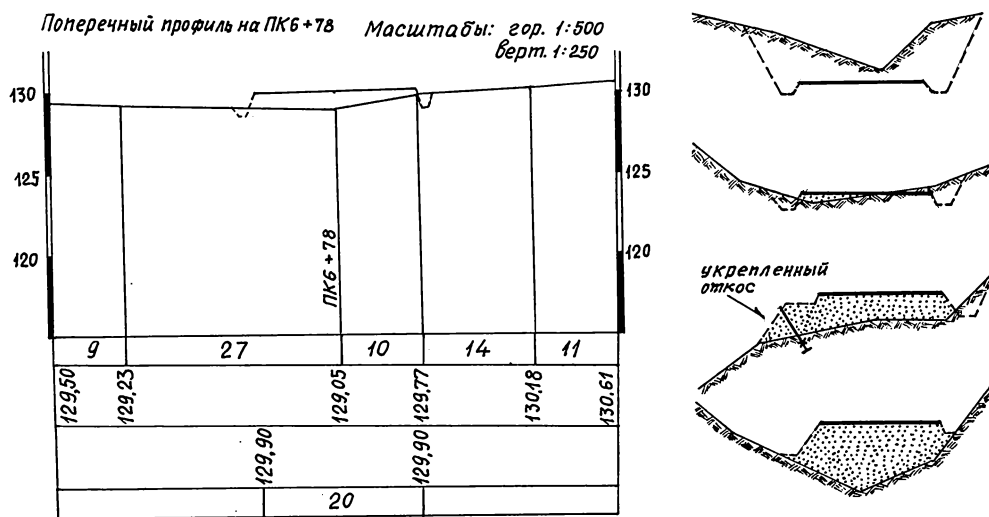 Поперечный профиль на ПК6+78
Масштабы: гор. 1:500
верт. 1:250
130
125
120
130
125
120
ПК6+78
9 27 10 14 11
129,50 129,23 129,05 129,77 130,18 130.61
129,90 129,90
20
укрепленный
откос